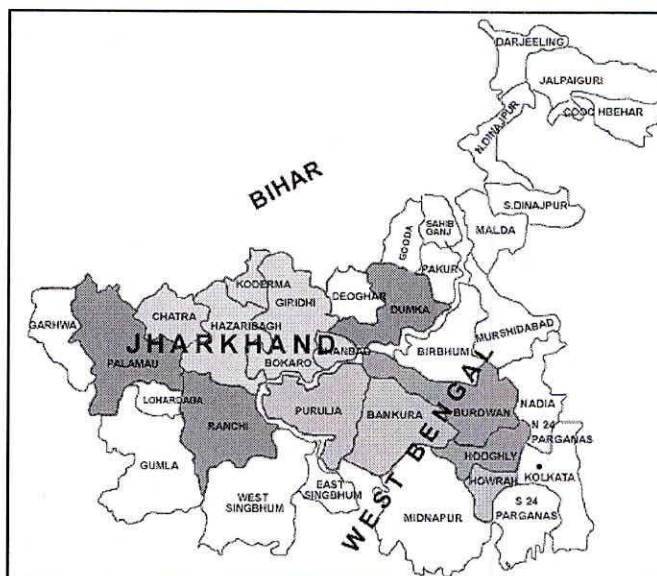 DARJEELING
JALPAIGURI
COOCHBEHAR
N.DINAJPUR
BIHAR
S.DINAJPUR
GODDA
SAHIB
GANJ
MALDA
PAKUR
KODERMA
GIRIDHI
DEOGHAR
DUMKA
GARHWA
CHATRA
HAZARIBAGH
MURSHIDABAD
JHARKHAND
DHANBAD
BIRBHUM
PALAMAU
BOKARO
LOHARDAGA
PURULIA
BANKURA
BURDWAN
NADIA
RANCHI
N 24
PARGANAS
HOOGHLY
GUMLA
HOWRAH
KOLKATA
EAST
SINGBHUM
WEST
SINGBHUM
S 24
PARGANAS
MIDNAPUR
WEST BENGAL